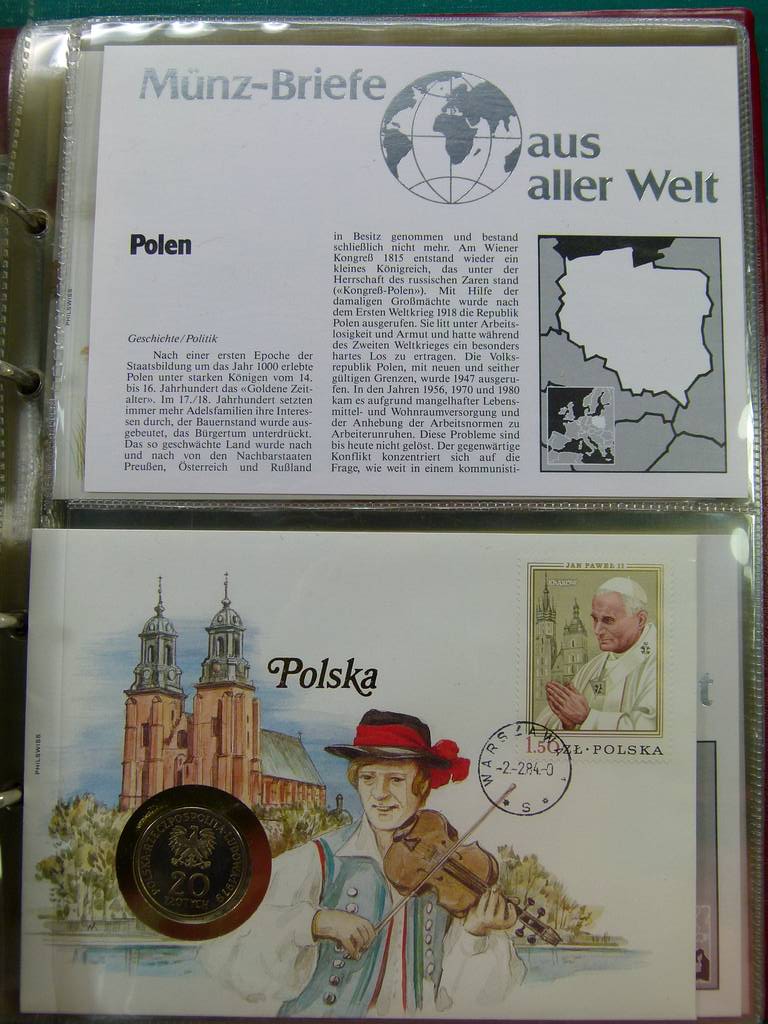 Münz-Briefe
aus
aller Welt
Polen
Geschichte/Politik
Nach einer ersten Epoche der
Staatsbildung um das Jahr 1000 erlebte
Polen unter starken Königen vom 14.
bis 16. Jahrhundert das «Goldene Zeit-
alter». Im 17./18. Jahrhundert setzten
immer mehr Adelsfamilien ihre Interes-
sen durch, der Bauernstand wurde aus-
gebeutet, das Bürgertum unterdrückt.
Das so geschwächte Land wurde nach
und nach von den Nachbarstaaten
Preußen, Österreich und Rußland
in Besitz genommen und bestand
schließlich nicht mehr. Am Wiener
Kongreß 1815 entstand wieder ein
kleines Königreich, das unter der
Herrschaft des russischen Zaren stand
(«Kongreß-Polen»). Mit Hilfe der
damaligen Großmächte wurde nach
dem Ersten Weltkrieg 1918 die Republik
Polen ausgerufen. Sie litt unter Arbeits-
losigkeit und Armut und hatte während
des Zweiten Weltkrieges ein besonders
hartes Los zu ertragen. Die Volks-
republik Polen, mit neuen und seither
gültigen Grenzen, wurde 1947 ausgeru-
fen. In den Jahren 1956, 1970 und 1980
kam es aufgrund mangelhafter Lebens-
mittel- und Wohnraumversorgung und
der Anhebung der Arbeitsnormen zu
Arbeiterunruhen. Diese Probleme sind
bis heute nicht gelöst. Der gegenwärtige
Konflikt konzentriert sich auf die
Frage, wie weit in einem kommunisti-
PHILSWISS
Polska
JAN PAWEŁ II
KRAKÓW
1.50 ZŁ · POLSKA
WARSZAWA
-2.-2.84.-0
* S *
PHILSWISS
POLSKA RZECZPOSPOLITA LUDOWA 1979
20
ZŁOTYCH
t